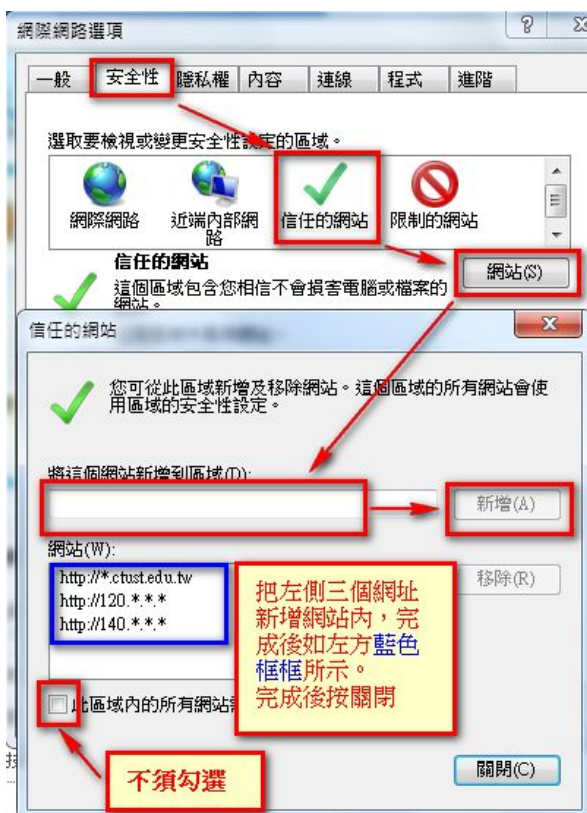 網際網路選項
一般 安全性 隱私權 內容 連線 程式 進階
選取要檢視或變更安全性設定的區域。
網際網路 近端內部網路 信任的網站 限制的網站
信任的網站
網站(S)
這個區域包含您相信不會損害電腦或檔案的
網站。
信任的網站
您可從此區域新增及移除網站。這個區域的所有網站會使
用區域的安全性設定。
將這個網站新增到區域(D):
新增(A)
網站(W):
http://*.ctust.edu.tw
http://120.*.*.*
http://140.*.*.*
移除(R)
把左側三個網址
新增網站內，完
成後如左方藍色
框框所示。
完成後按關閉
此區域內的所有網站
不須勾選
關閉(C)